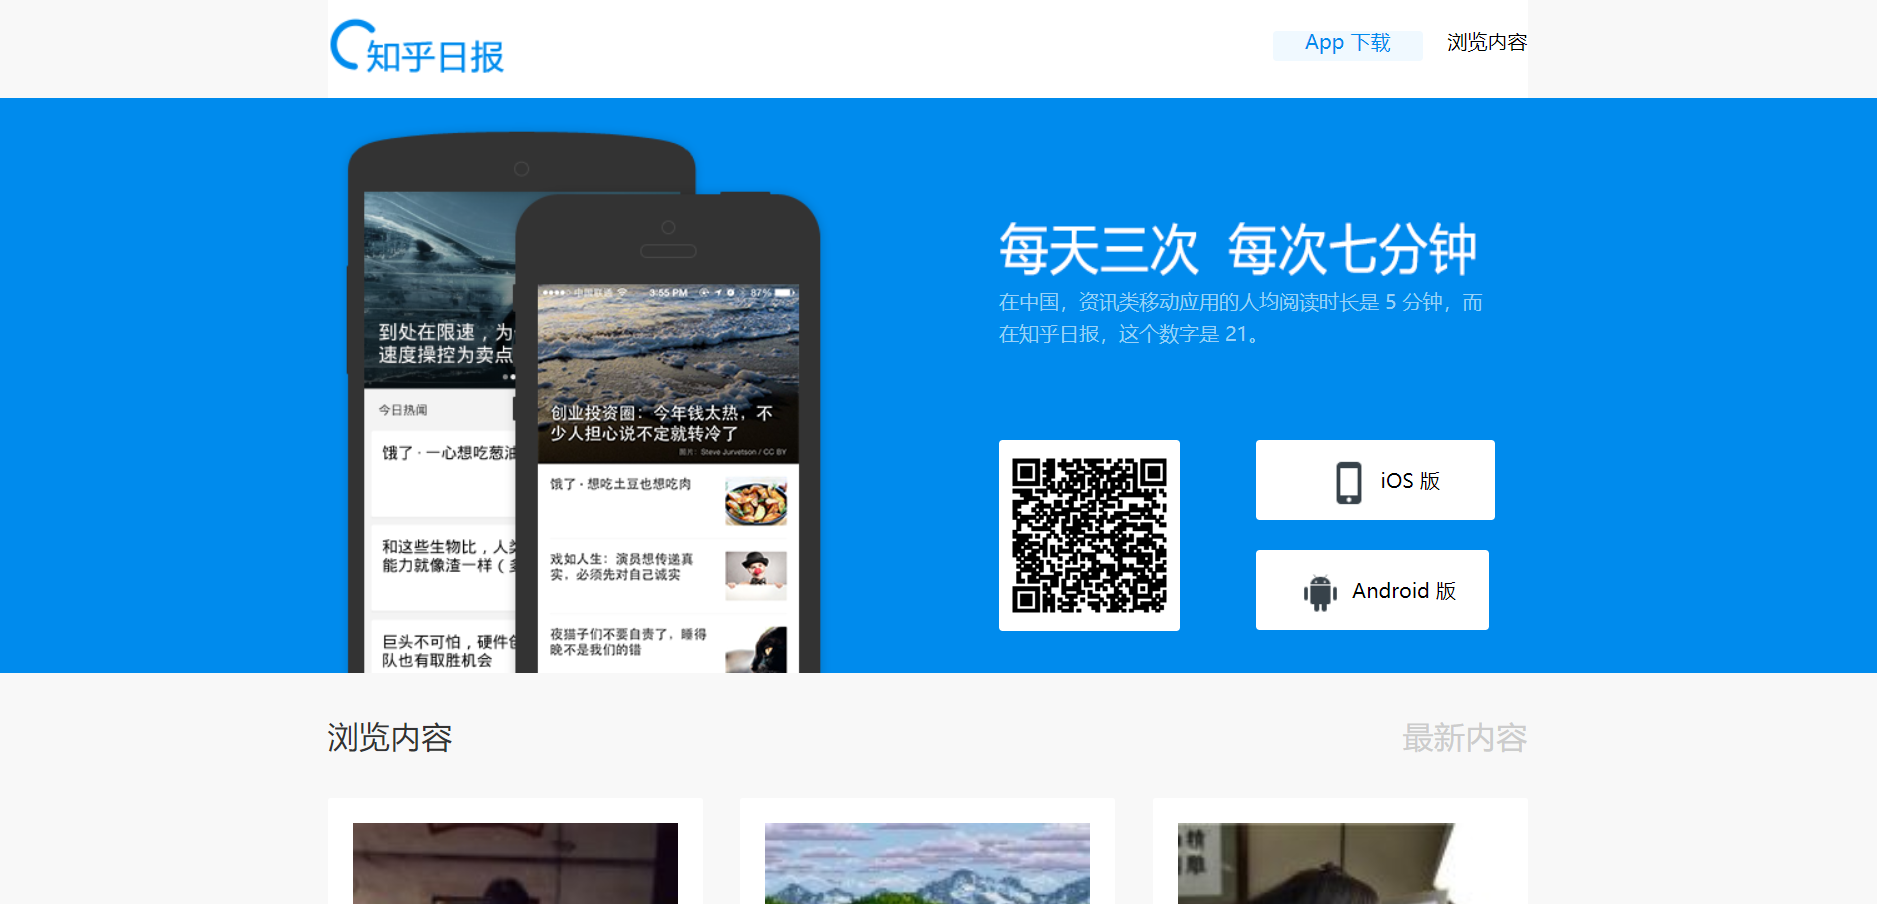 知乎日报
App 下载
浏览内容
每天三次 每次七分钟
在中国，资讯类移动应用的人均阅读时长是 5 分钟，而
在知乎日报，这个数字是 21。
iOS 版
Android 版
到处在限速，为
速度操控为卖点
今日热闻
饿了 · 一心想吃葱油
和这些生物比，人类
能力就像渣一样（多
巨头不可怕，硬件创
队也有取胜机会
中国联通
3:55 PM
87%
创业投资圈：今年钱太热，不
少人担心说不定就转冷了
图片：Steve Jurvetson / CC BY
饿了 · 想吃土豆也想吃肉
戏如人生：演员想传递真
实，必须先对自己诚实
夜猫子们不要自责了，睡得
晚不是我们的错
浏览内容
最新内容
精
雕